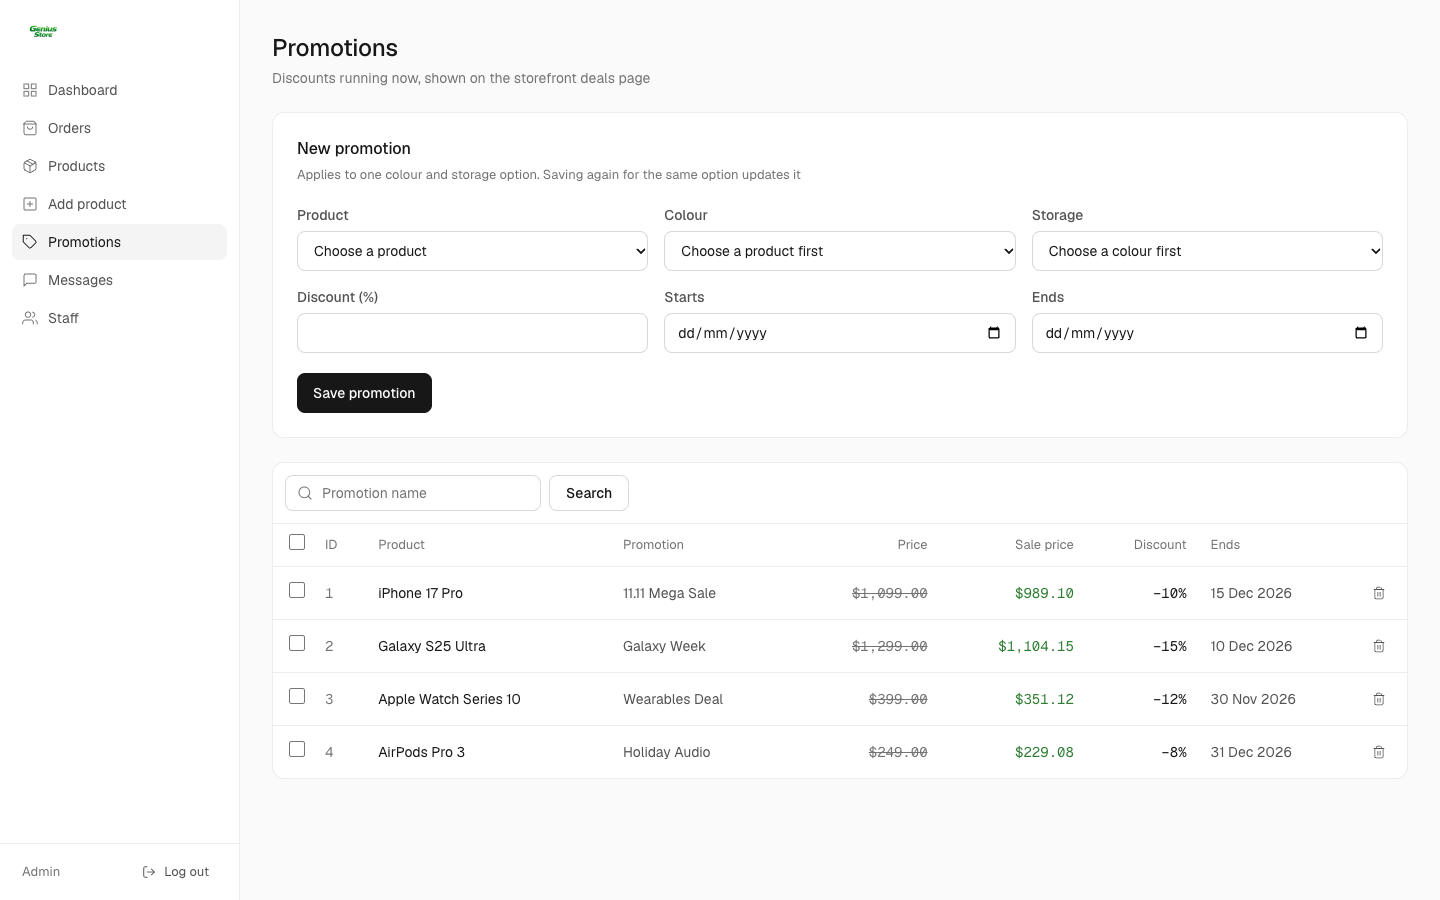 Genius
Store
Dashboard
Orders
Products
Add product
Promotions
Messages
Staff
Admin
Log out
Promotions
Discounts running now, shown on the storefront deals page
New promotion
Applies to one colour and storage option. Saving again for the same option updates it
Product Colour Storage
Choose a product Choose a product first Choose a colour first
Discount (%) Starts Ends
dd/mm/yyyy dd/mm/yyyy
Save promotion
Promotion name Search
ID Product Promotion Price Sale price Discount Ends
1 iPhone 17 Pro 11.11 Mega Sale $1,099.00 $989.10 −10% 15 Dec 2026
2 Galaxy S25 Ultra Galaxy Week $1,299.00 $1,104.15 −15% 10 Dec 2026
3 Apple Watch Series 10 Wearables Deal $399.00 $351.12 −12% 30 Nov 2026
4 AirPods Pro 3 Holiday Audio $249.00 $229.08 −8% 31 Dec 2026